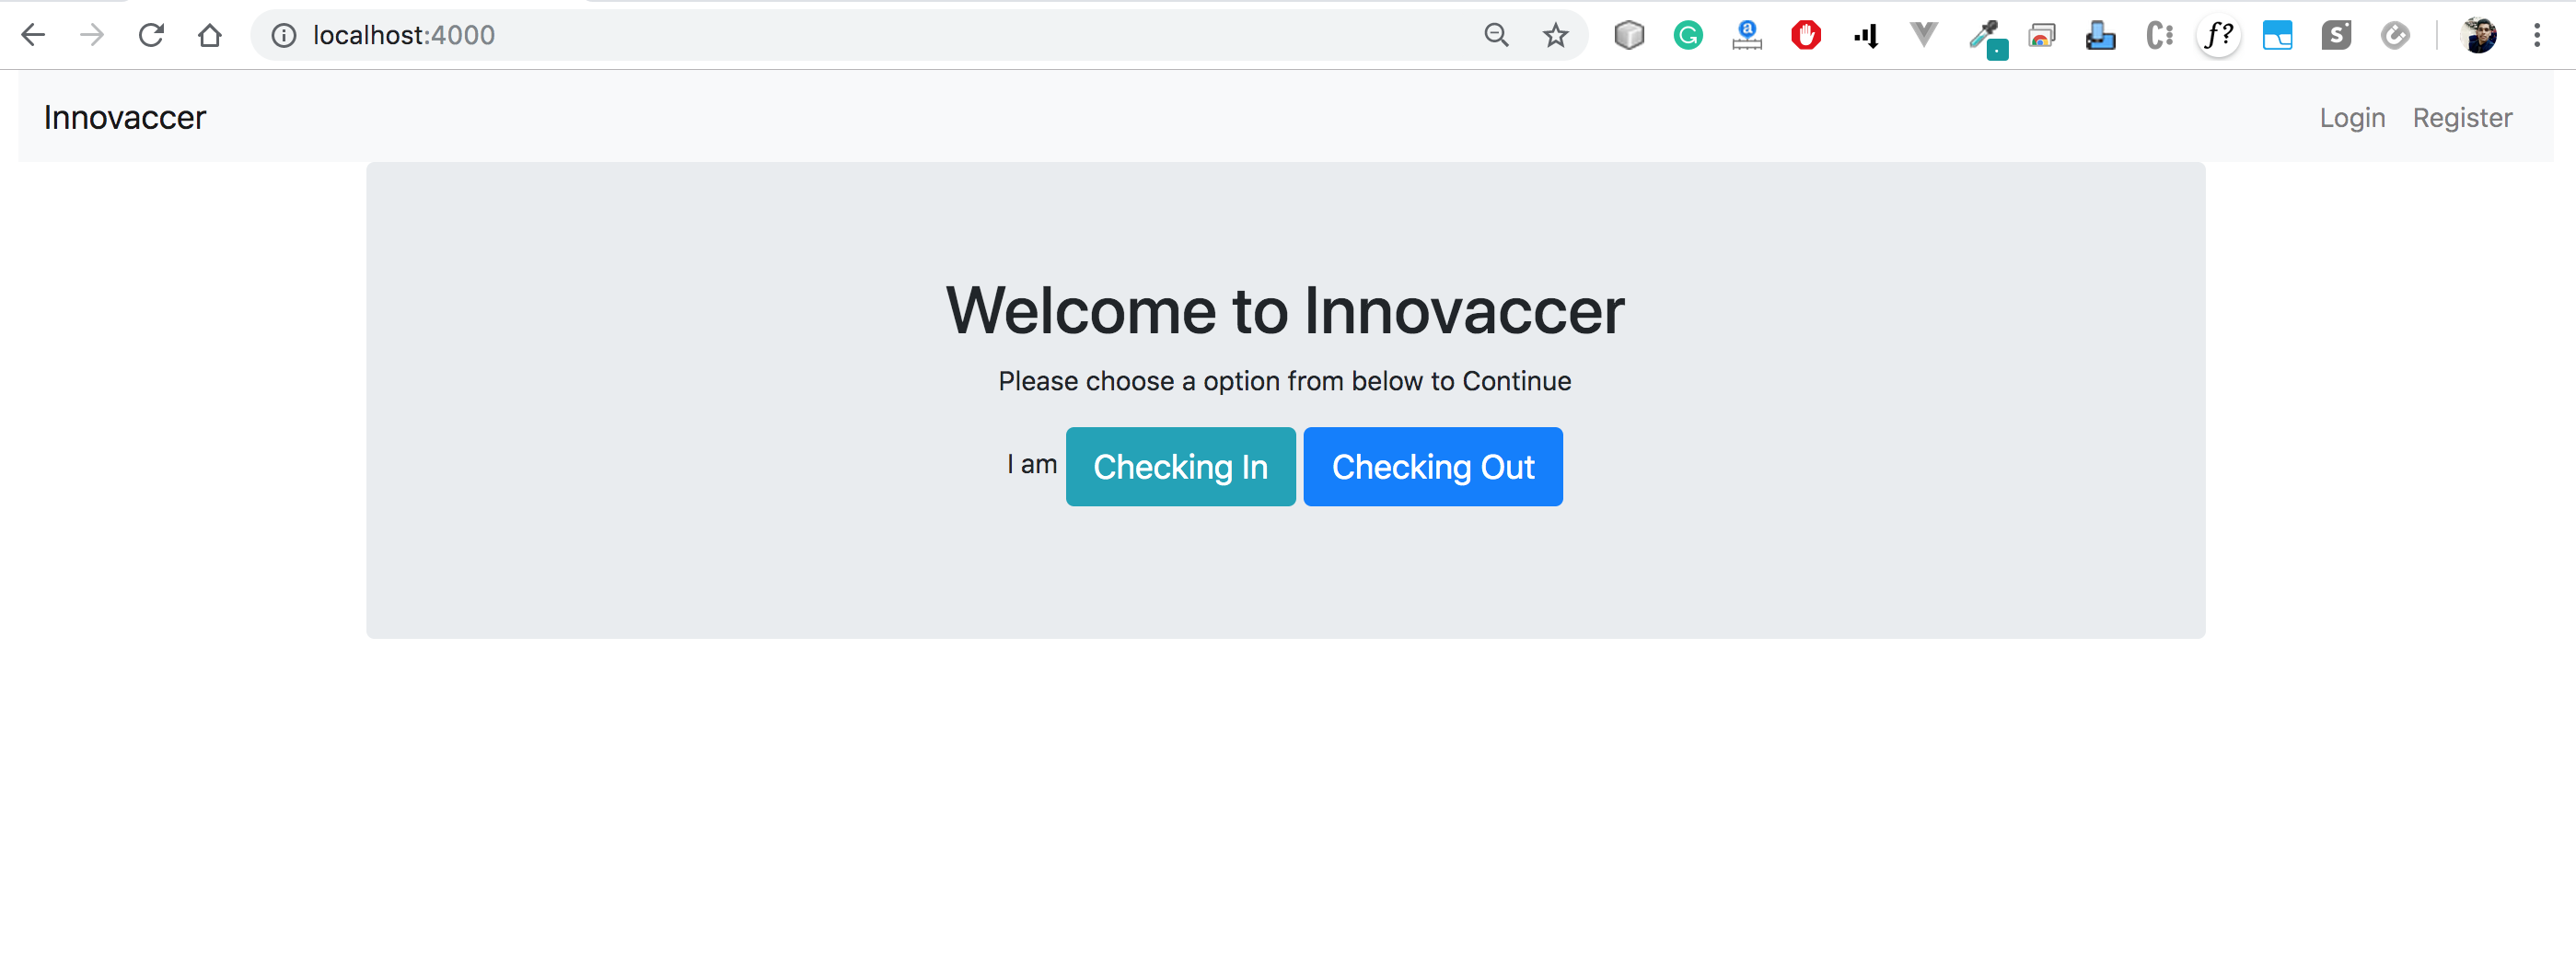 localhost:4000
Innovaccer
Login Register
Welcome to Innovaccer
Please choose a option from below to Continue
I am Checking In Checking Out